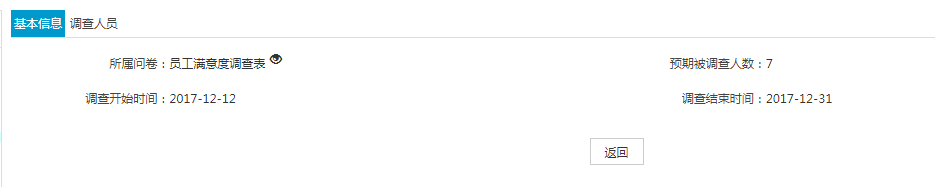 基本信息 调查人员
所属问卷：员工满意度调查表 预期被调查人数：7
调查开始时间：2017-12-12 调查结束时间：2017-12-31
返回